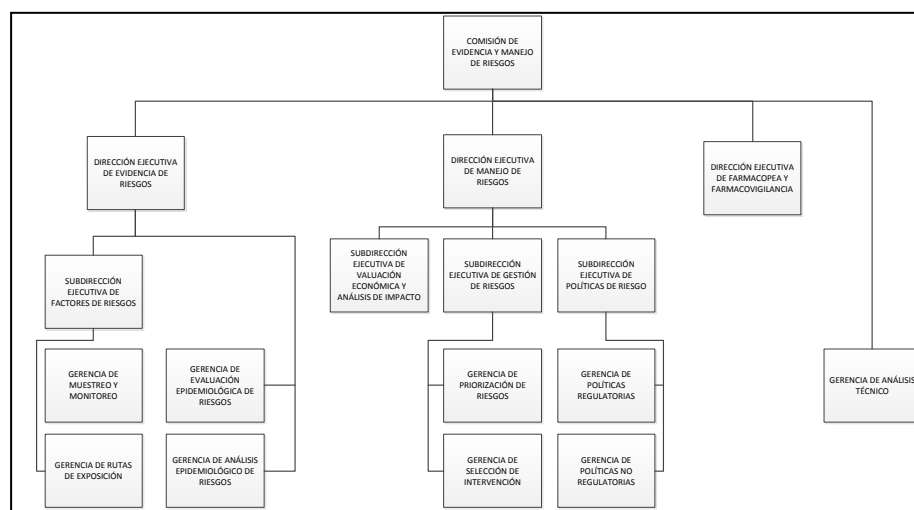 COMISIÓN DE
EVIDENCIA Y MANEJO
DE RIESGOS
DIRECCIÓN EJECUTIVA
DE EVIDENCIA DE
RIESGOS
DIRECCIÓN EJECUTIVA
DE MANEJO DE
RIESGOS
DIRECCIÓN EJECUTIVA
DE FARMACOPEA Y
FARMACOVIGILANCIA
SUBDIRECCIÓN
EJECUTIVA DE
FACTORES DE RIESGOS
SUBDIRECCIÓN
EJECUTIVA DE
VALUACIÓN
ECONÓMICA Y
ANÁLISIS DE IMPACTO
SUBDIRECCIÓN
EJECUTIVA DE GESTIÓN
DE RIESGOS
SUBDIRECCIÓN
EJECUTIVA DE
POLÍTICAS DE RIESGO
GERENCIA DE
MUESTREO Y
MONITOREO
GERENCIA DE
EVALUACIÓN
EPIDEMIOLÓGICA DE
RIESGOS
GERENCIA DE
PRIORIZACIÓN DE
RIESGOS
GERENCIA DE
POLÍTICAS
REGULATORIAS
GERENCIA DE ANÁLISIS
TÉCNICO
GERENCIA DE RUTAS
DE EXPOSICIÓN
GERENCIA DE ANÁLISIS
EPIDEMIOLÓGICO DE
RIESGOS
GERENCIA DE
SELECCIÓN DE
INTERVENCIÓN
GERENCIA DE
POLÍTICAS NO
REGULATORIAS